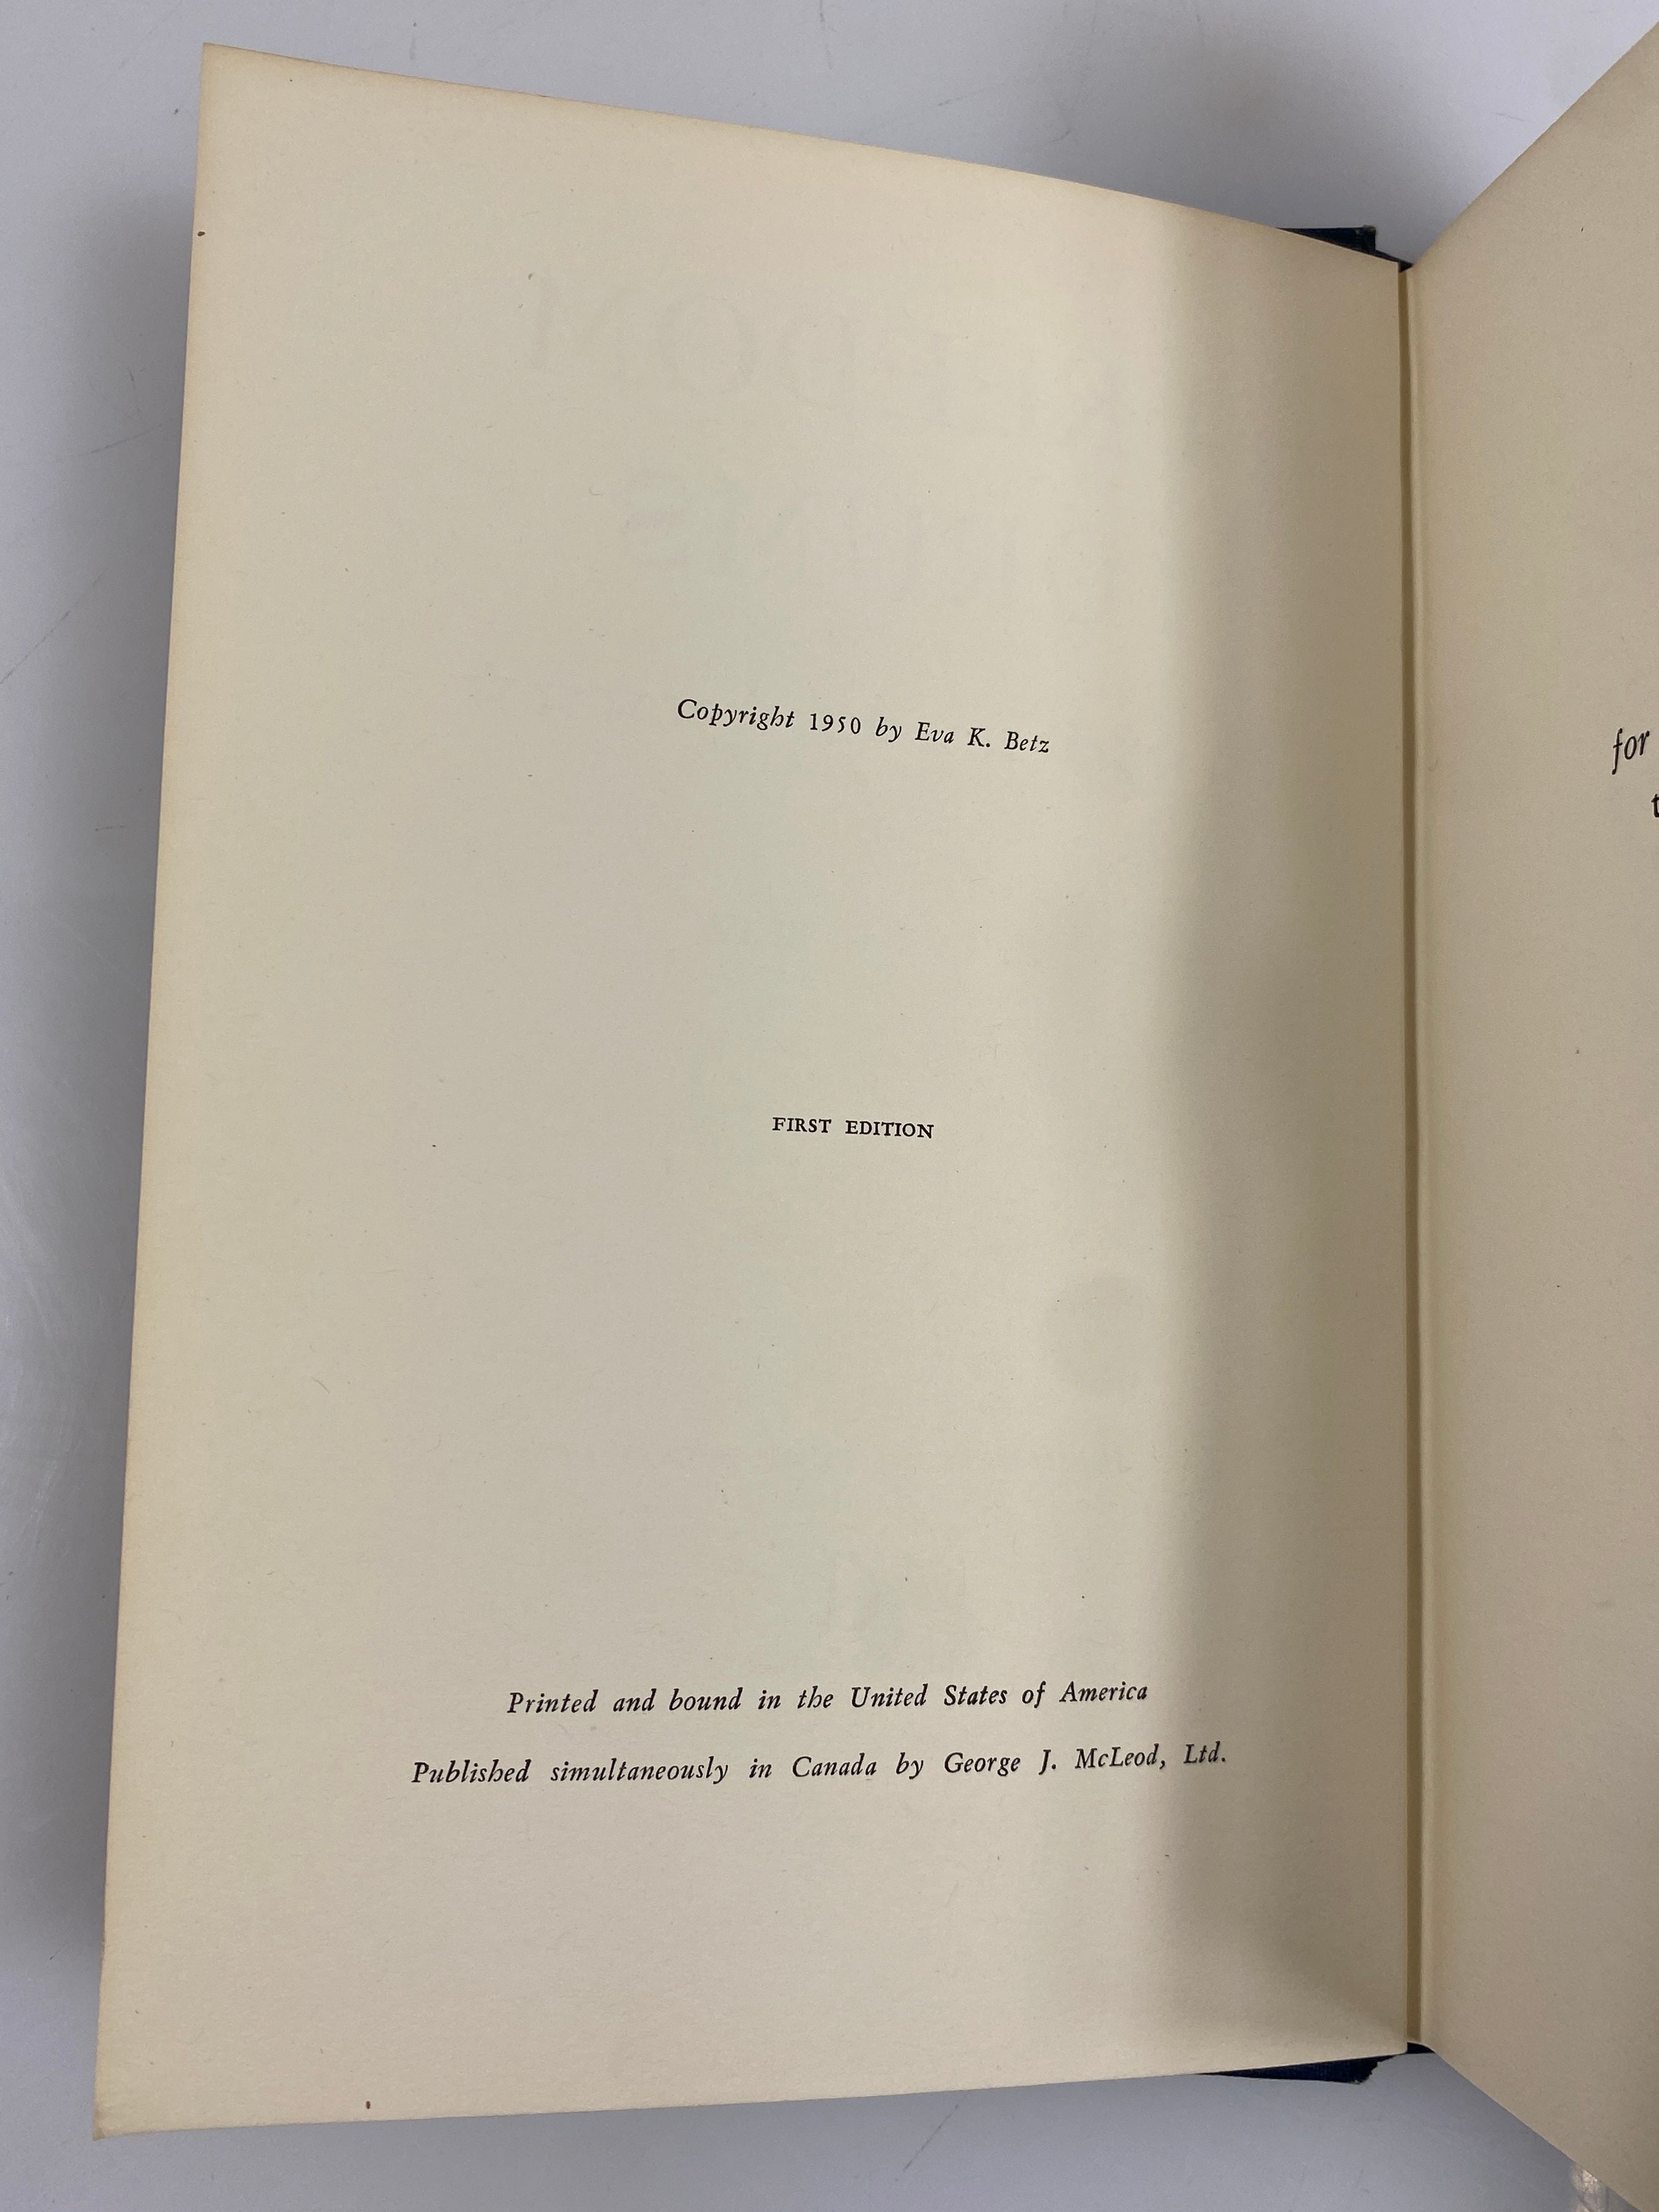 Copyright 1950 by Eva K. Betz
FIRST EDITION
Printed and bound in the United States of America
Published simultaneously in Canada by George J. McLeod, Ltd.
for